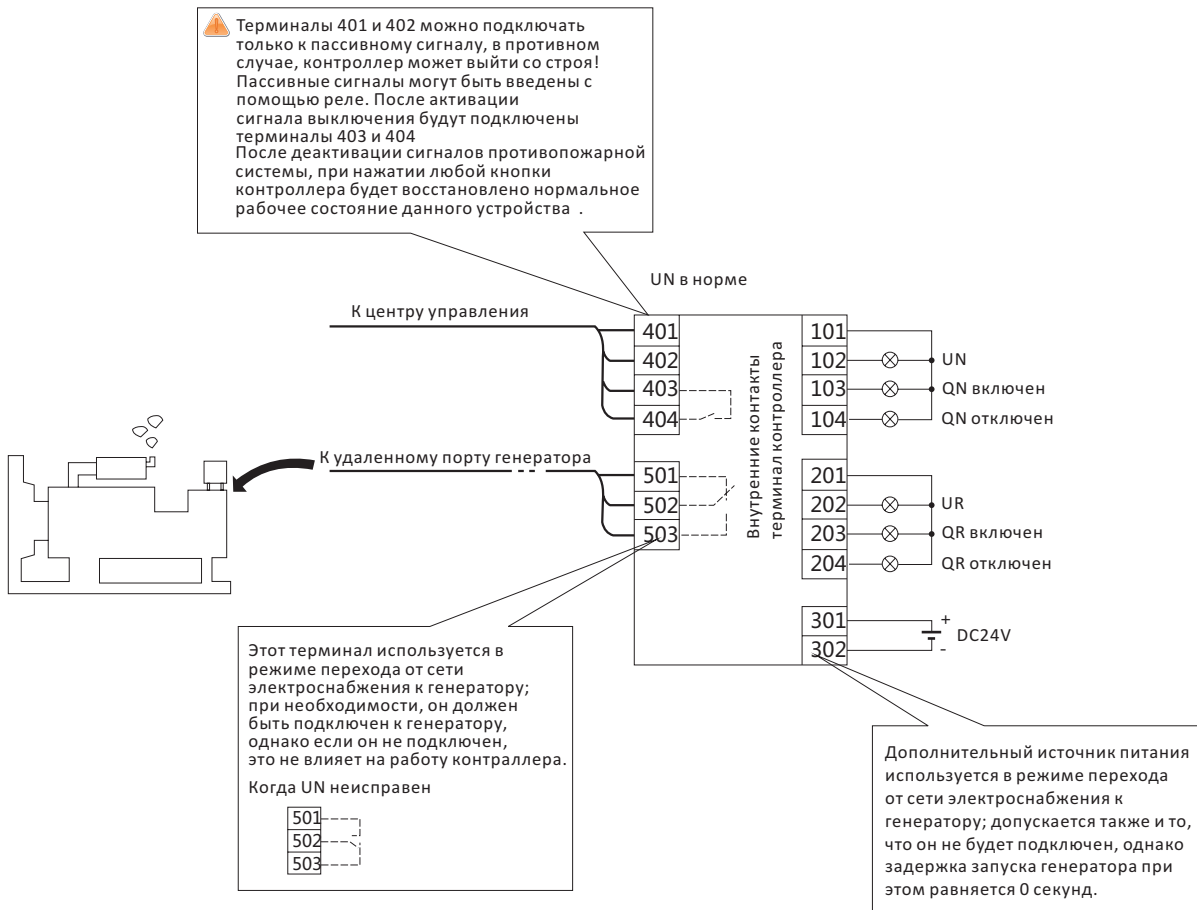 Терминалы 401 и 402 можно подключать
только к пассивному сигналу, в противном
случае, контроллер может выйти со строя!
Пассивные сигналы могут быть введены с
помощью реле. После активации
сигнала выключения будут подключены
терминалы 403 и 404
После деактивации сигналов противопожарной
системы, при нажатии любой кнопки
контроллера будет восстановлено нормальное
рабочее состояние данного устройства .
UN в норме
К центру управления
401
402
403
404
К удаленному порту генератора
501
502
503
Внутренние контакты
терминал контроллера
101
102
103
104
UN
QN включен
QN отключен
201
202
203
204
UR
QR включен
QR отключен
301
302
+
-
DC24V
Этот терминал используется в
режиме перехода от сети
электроснабжения к генератору;
при необходимости, он должен
быть подключен к генератору,
однако если он не подключен,
это не влияет на работу контраллера.
Когда UN неисправен
501
502
503
Дополнительный источник питания
используется в режиме перехода
от сети электроснабжения к
генератору; допускается также и то,
что он не будет подключен, однако
задержка запуска генератора при
этом равняется 0 секунд.